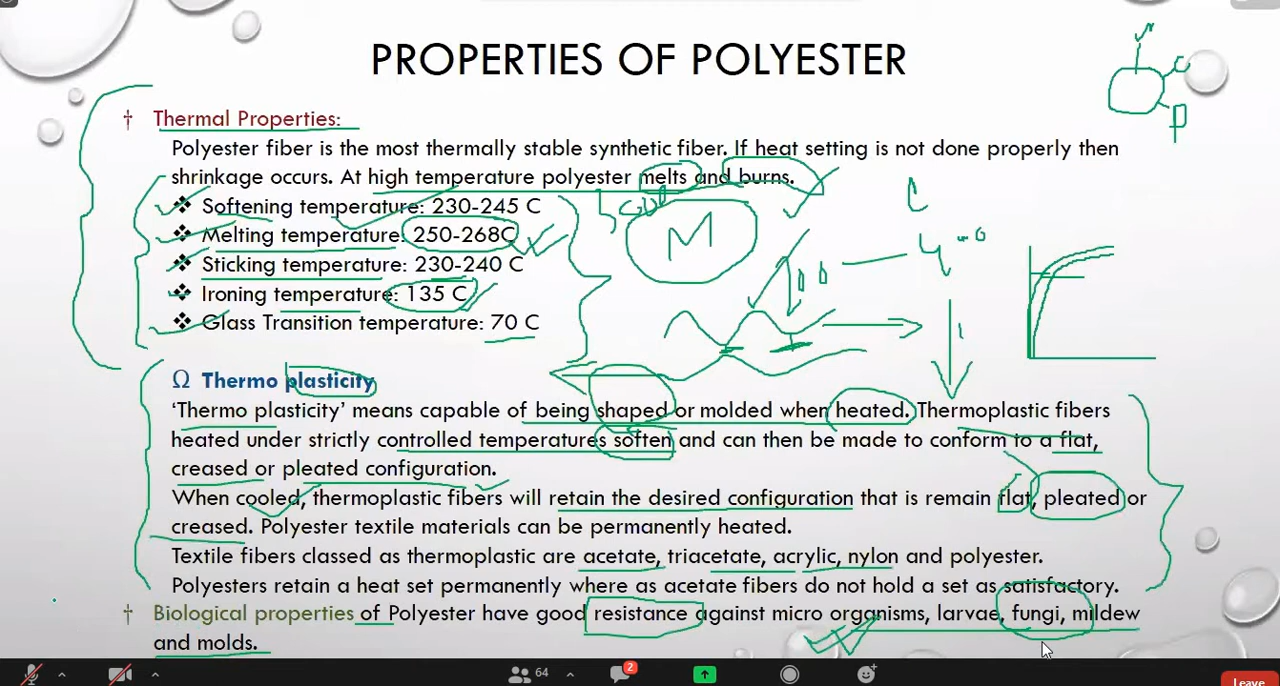 PROPERTIES OF POLYESTER
† Thermal Properties:
Polyester fiber is the most thermally stable synthetic fiber. If heat setting is not done properly then
shrinkage occurs. At high temperature polyester melts and burns.
❖ Softening temperature: 230-245 C
❖ Melting temperature: 250-268C
❖ Sticking temperature: 230-240 C
❖ Ironing temperature: 135 C
❖ Glass Transition temperature: 70 C
M
Ω Thermo plasticity
‘Thermo plasticity’ means capable of being shaped or molded when heated. Thermoplastic fibers
heated under strictly controlled temperatures soften and can then be made to conform to a flat,
creased or pleated configuration.
When cooled, thermoplastic fibers will retain the desired configuration that is remain flat, pleated or
creased. Polyester textile materials can be permanently heated.
Textile fibers classed as thermoplastic are acetate, triacetate, acrylic, nylon and polyester.
Polyesters retain a heat set permanently where as acetate fibers do not hold a set as satisfactory.
† Biological properties of Polyester have good resistance against micro organisms, larvae, fungi, mildew
and molds.
64
2
Leave